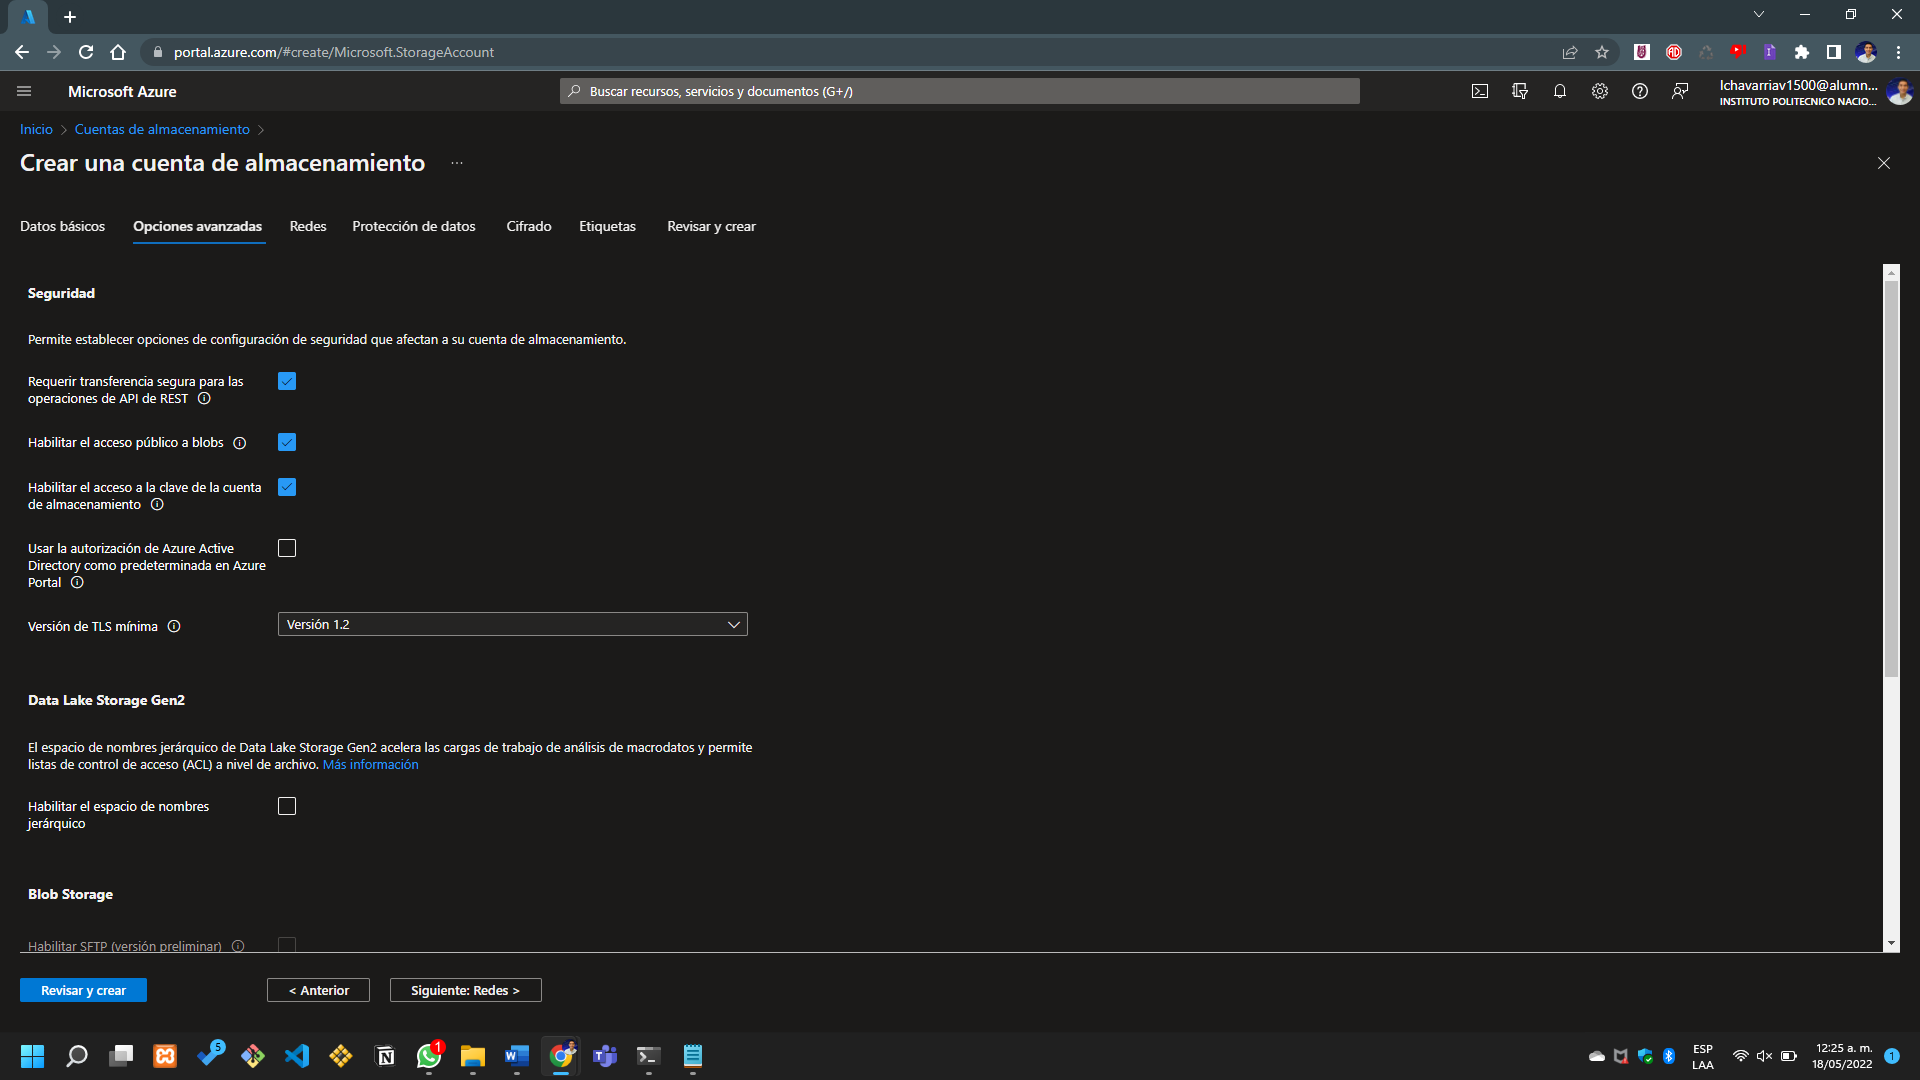 portal.azure.com/#create/Microsoft.StorageAccount
Microsoft Azure
Buscar recursos, servicios y documentos (G+/)
lchavarriav1500@alumn...
INSTITUTO POLITECNICO NACIO...
Inicio > Cuentas de almacenamiento >
Crear una cuenta de almacenamiento ...
Datos básicos Opciones avanzadas Redes Protección de datos Cifrado Etiquetas Revisar y crear
Seguridad
Permite establecer opciones de configuración de seguridad que afectan a su cuenta de almacenamiento.
Requerir transferencia segura para las
operaciones de API de REST
Habilitar el acceso público a blobs
Habilitar el acceso a la clave de la cuenta
de almacenamiento
Usar la autorización de Azure Active
Directory como predeterminada en Azure
Portal
Versión de TLS mínima Versión 1.2
Data Lake Storage Gen2
El espacio de nombres jerárquico de Data Lake Storage Gen2 acelera las cargas de trabajo de análisis de macrodatos y permite
listas de control de acceso (ACL) a nivel de archivo. Más información
Habilitar el espacio de nombres
jerárquico
Blob Storage
Habilitar SFTP (versión preliminar)
Revisar y crear < Anterior Siguiente: Redes >
5
1
ESP
LAA
12:25 a. m.
18/05/2022
1